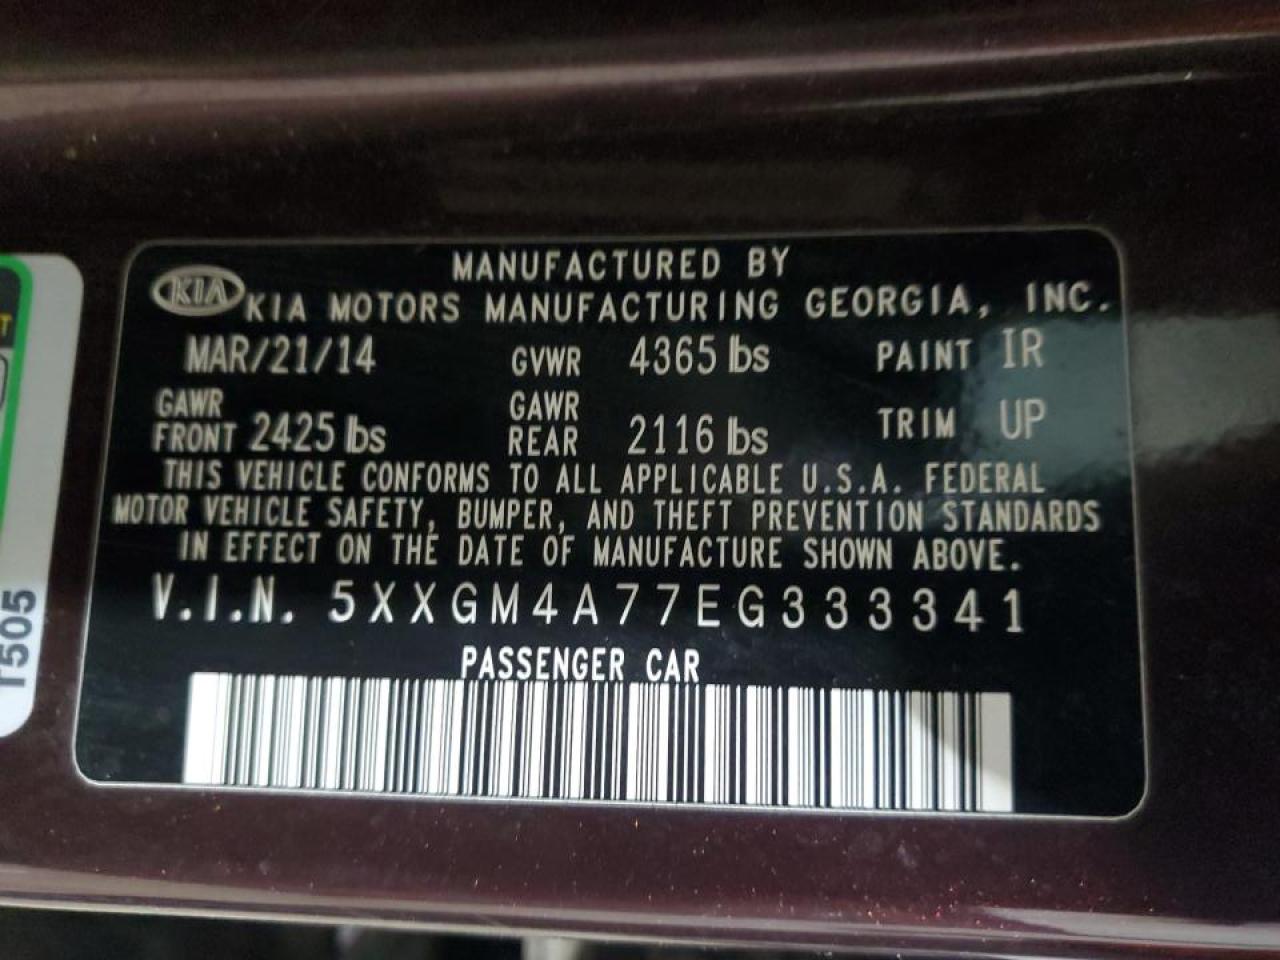 MANUFACTURED BY
KIA KIA MOTORS MANUFACTURING GEORGIA, INC.
MAR/21/14 GVWR 4365 lbs PAINT IR
GAWR FRONT 2425 lbs GAWR REAR 2116 lbs TRIM UP
THIS VEHICLE CONFORMS TO ALL APPLICABLE U.S.A. FEDERAL
MOTOR VEHICLE SAFETY, BUMPER, AND THEFT PREVENTION STANDARDS
IN EFFECT ON THE DATE OF MANUFACTURE SHOWN ABOVE.
V.I.N. 5XXGM4A77EG333341
PASSENGER CAR
T505